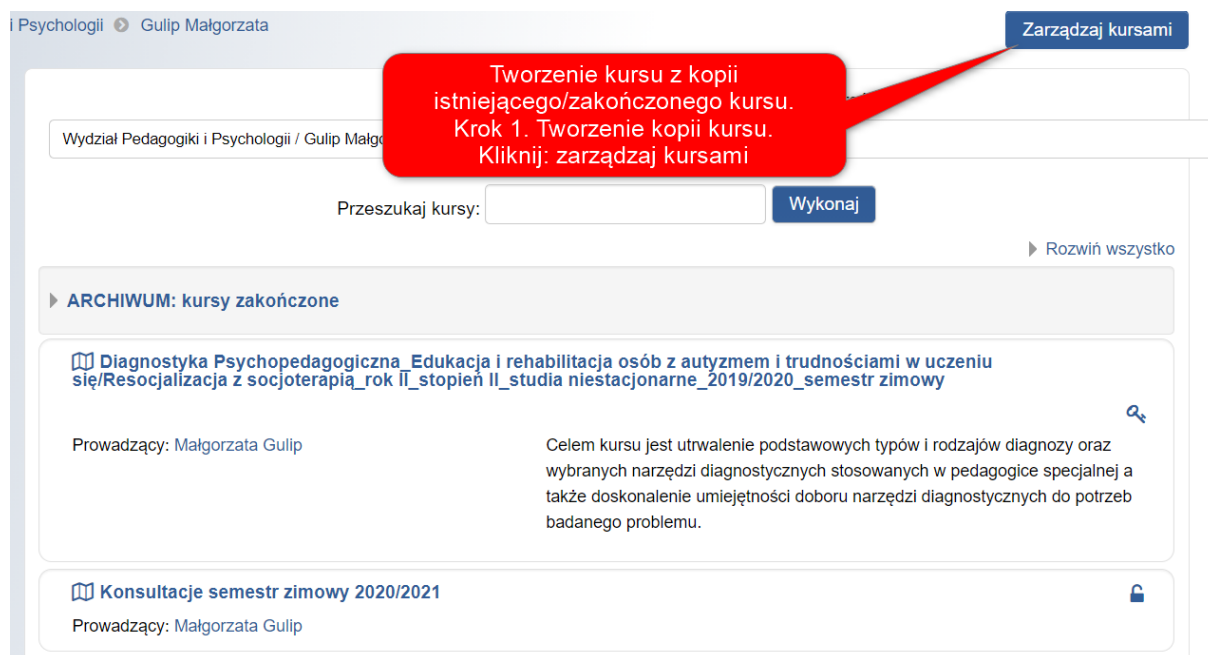 i Psychologii Gulip Małgorzata
Zarządzaj kursami
Tworzenie kursu z kopii
istniejącego/zakończonego kursu.
Krok 1. Tworzenie kopii kursu.
Kliknij: zarządzaj kursami
Wydział Pedagogiki i Psychologii / Gulip
Przeszukaj kursy:
Wykonaj
Rozwiń wszystko
ARCHIWUM: kursy zakończone
Diagnostyka Psychopedagogiczna_Edukacja i rehabilitacja osób z autyzmem i trudnościami w uczeniu
się/Resocjalizacja z socjoterapią_rok II_stopień II_studia niestacjonarne_2019/2020_semestr zimowy
Prowadzący: Małgorzata Gulip
Celem kursu jest utrwalenie podstawowych typów i rodzajów diagnozy oraz
wybranych narzędzi diagnostycznych stosowanych w pedagogice specjalnej a
także doskonalenie umiejętności doboru narzędzi diagnostycznych do potrzeb
badanego problemu.
Konsultacje semestr zimowy 2020/2021
Prowadzący: Małgorzata Gulip